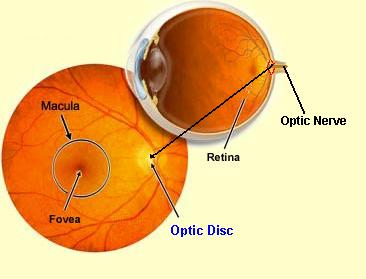 Macula
Optic Nerve
Retina
Fovea
Optic Disc